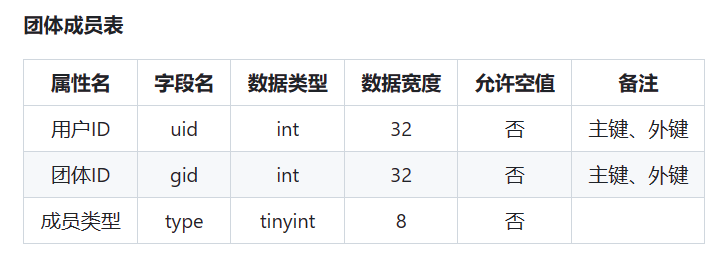 团体成员表
属性名 字段名 数据类型 数据宽度 允许空值 备注
用户ID uid int 32 否 主键、外键
团体ID gid int 32 否 主键、外键
成员类型 type tinyint 8 否